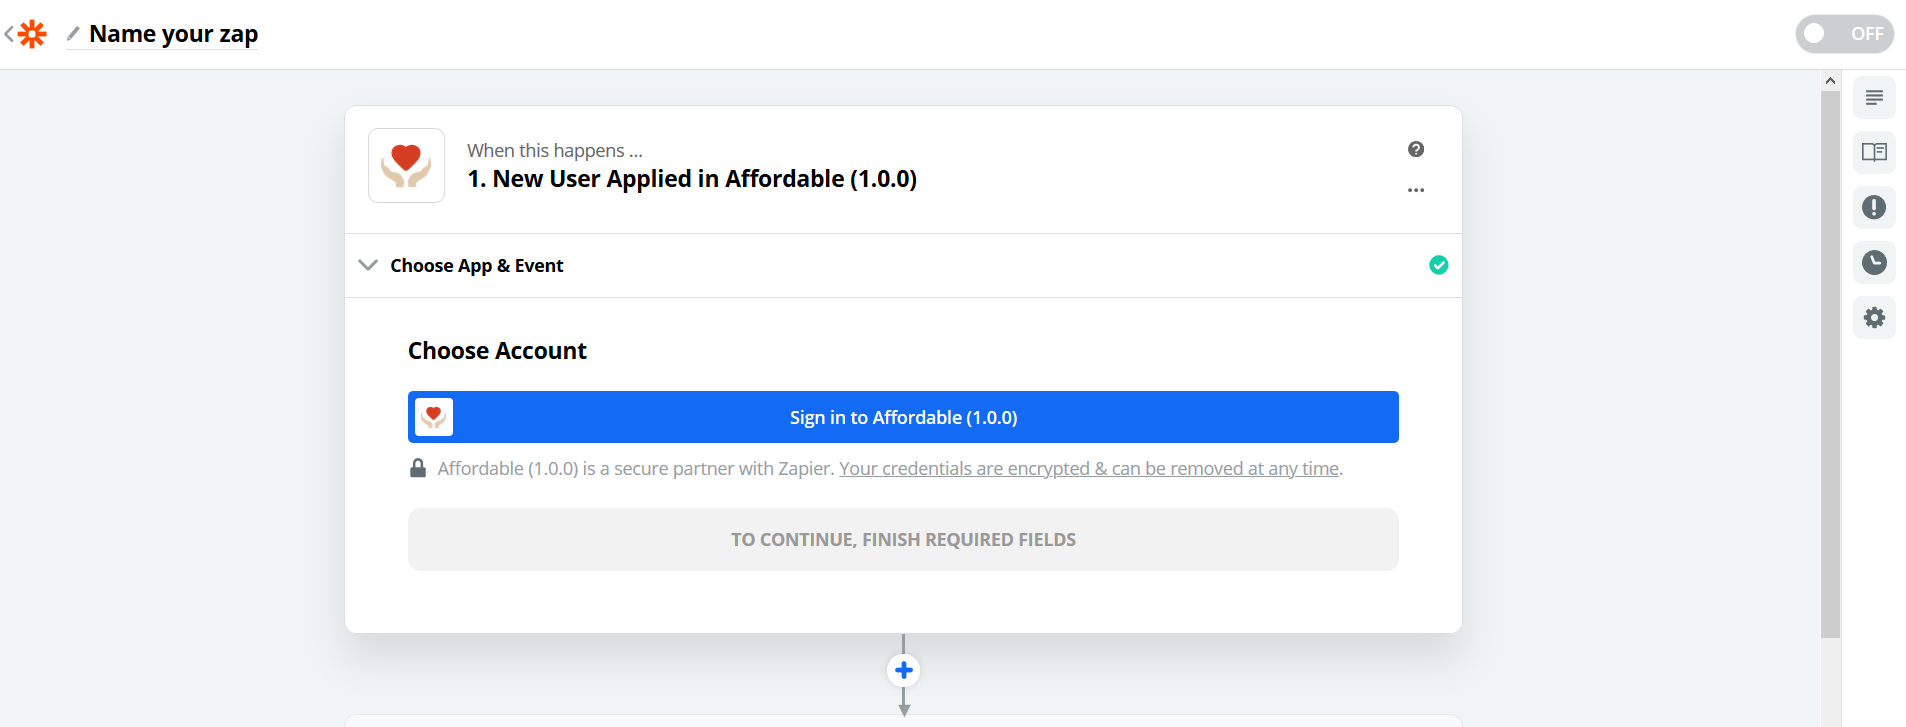 Name your zap
OFF
When this happens ...
1. New User Applied in Affordable (1.0.0)
Choose App & Event
Choose Account
Sign in to Affordable (1.0.0)
Affordable (1.0.0) is a secure partner with Zapier. Your credentials are encrypted & can be removed at any time.
TO CONTINUE, FINISH REQUIRED FIELDS